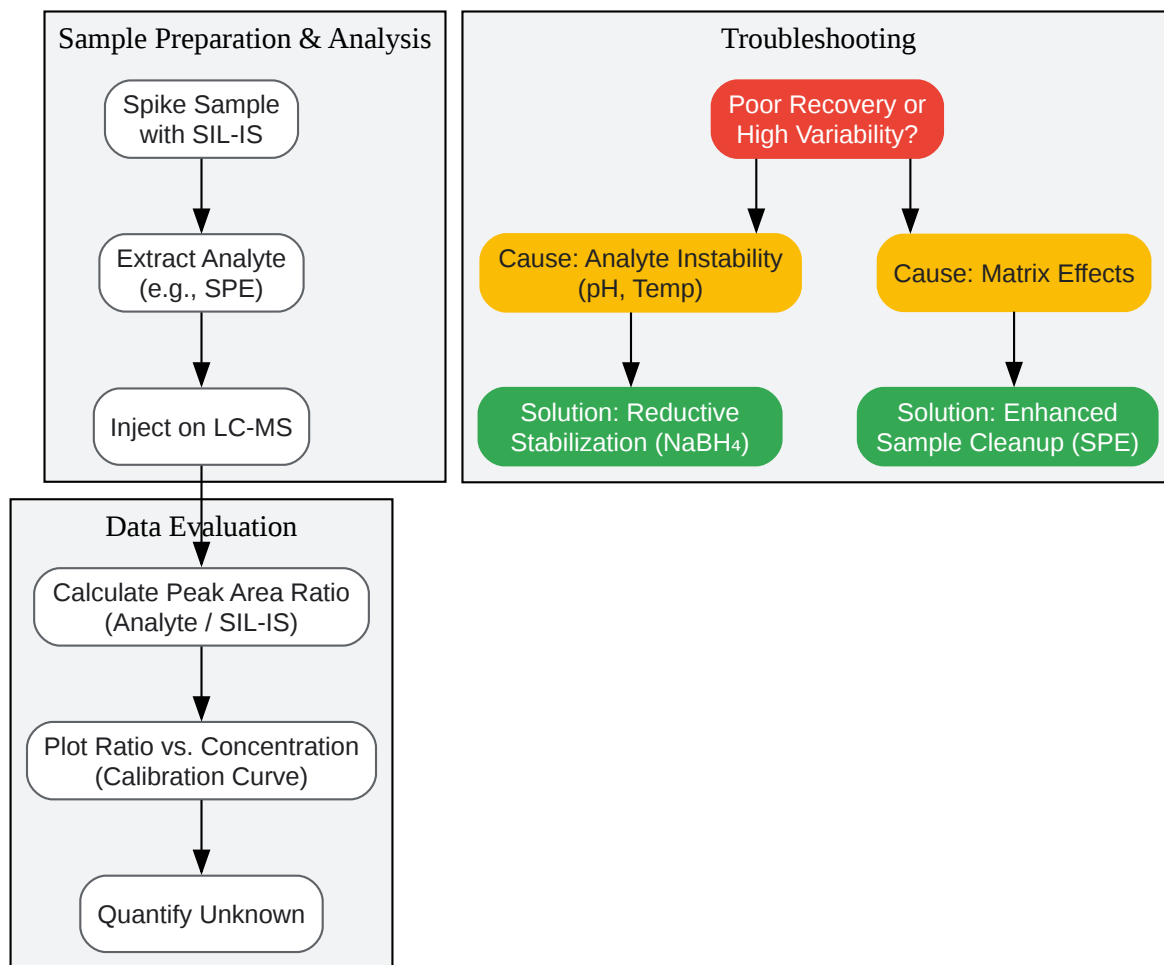 Sample Preparation & Analysis
Spike Sample
with SIL-IS
Extract Analyte
(e.g., SPE)
Inject on LC-MS
Data Evaluation
Calculate Peak Area Ratio
(Analyte / SIL-IS)
Plot Ratio vs. Concentration
(Calibration Curve)
Quantify Unknown
Troubleshooting
Poor Recovery or
High Variability?
Cause: Analyte Instability
(pH, Temp)
Cause: Matrix Effects
Solution: Reductive
Stabilization (NaBH₄)
Solution: Enhanced
Sample Cleanup (SPE)